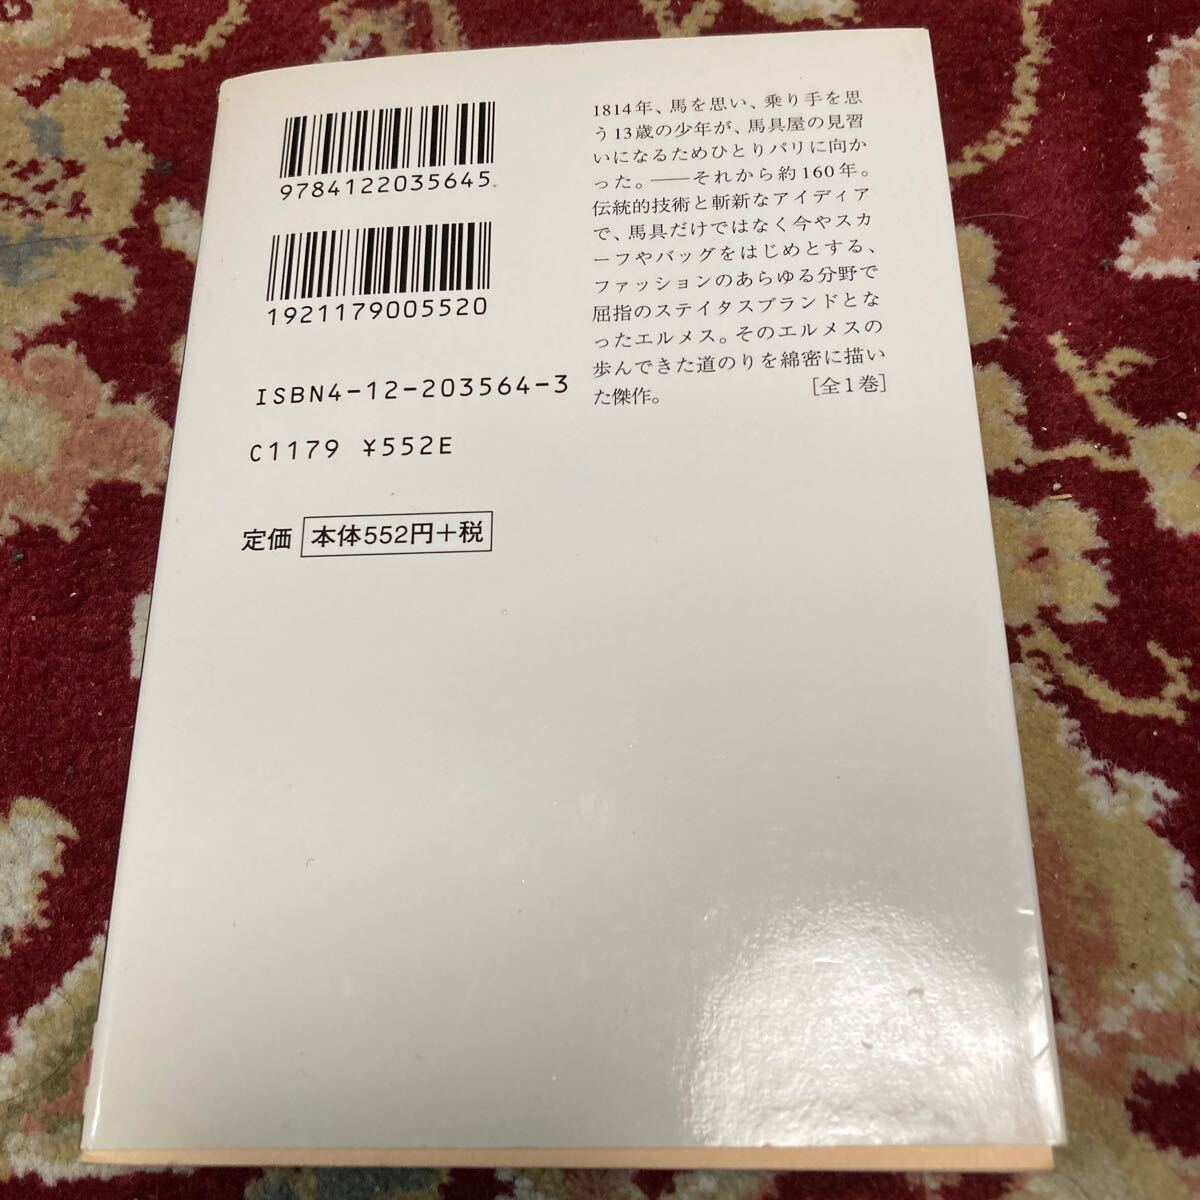 9784122035645
1921179005520
ISBN4-12-203564-3
C1179 ¥552E
定価 本体552円+税
1814年、馬を思い、乗り手を思
う13歳の少年が、馬具屋の見習
いになるためひとりパリに向か
った。――それから約160年。
伝統的技術と斬新なアイディア
で、馬具だけではなく今やスカ
ーフやバッグをはじめとする、
ファッションのあらゆる分野で
屈指のステイタスブランドとな
ったエルメス。そのエルメスの
歩んできた道のりを綿密に描い
た傑作。 [全1巻]